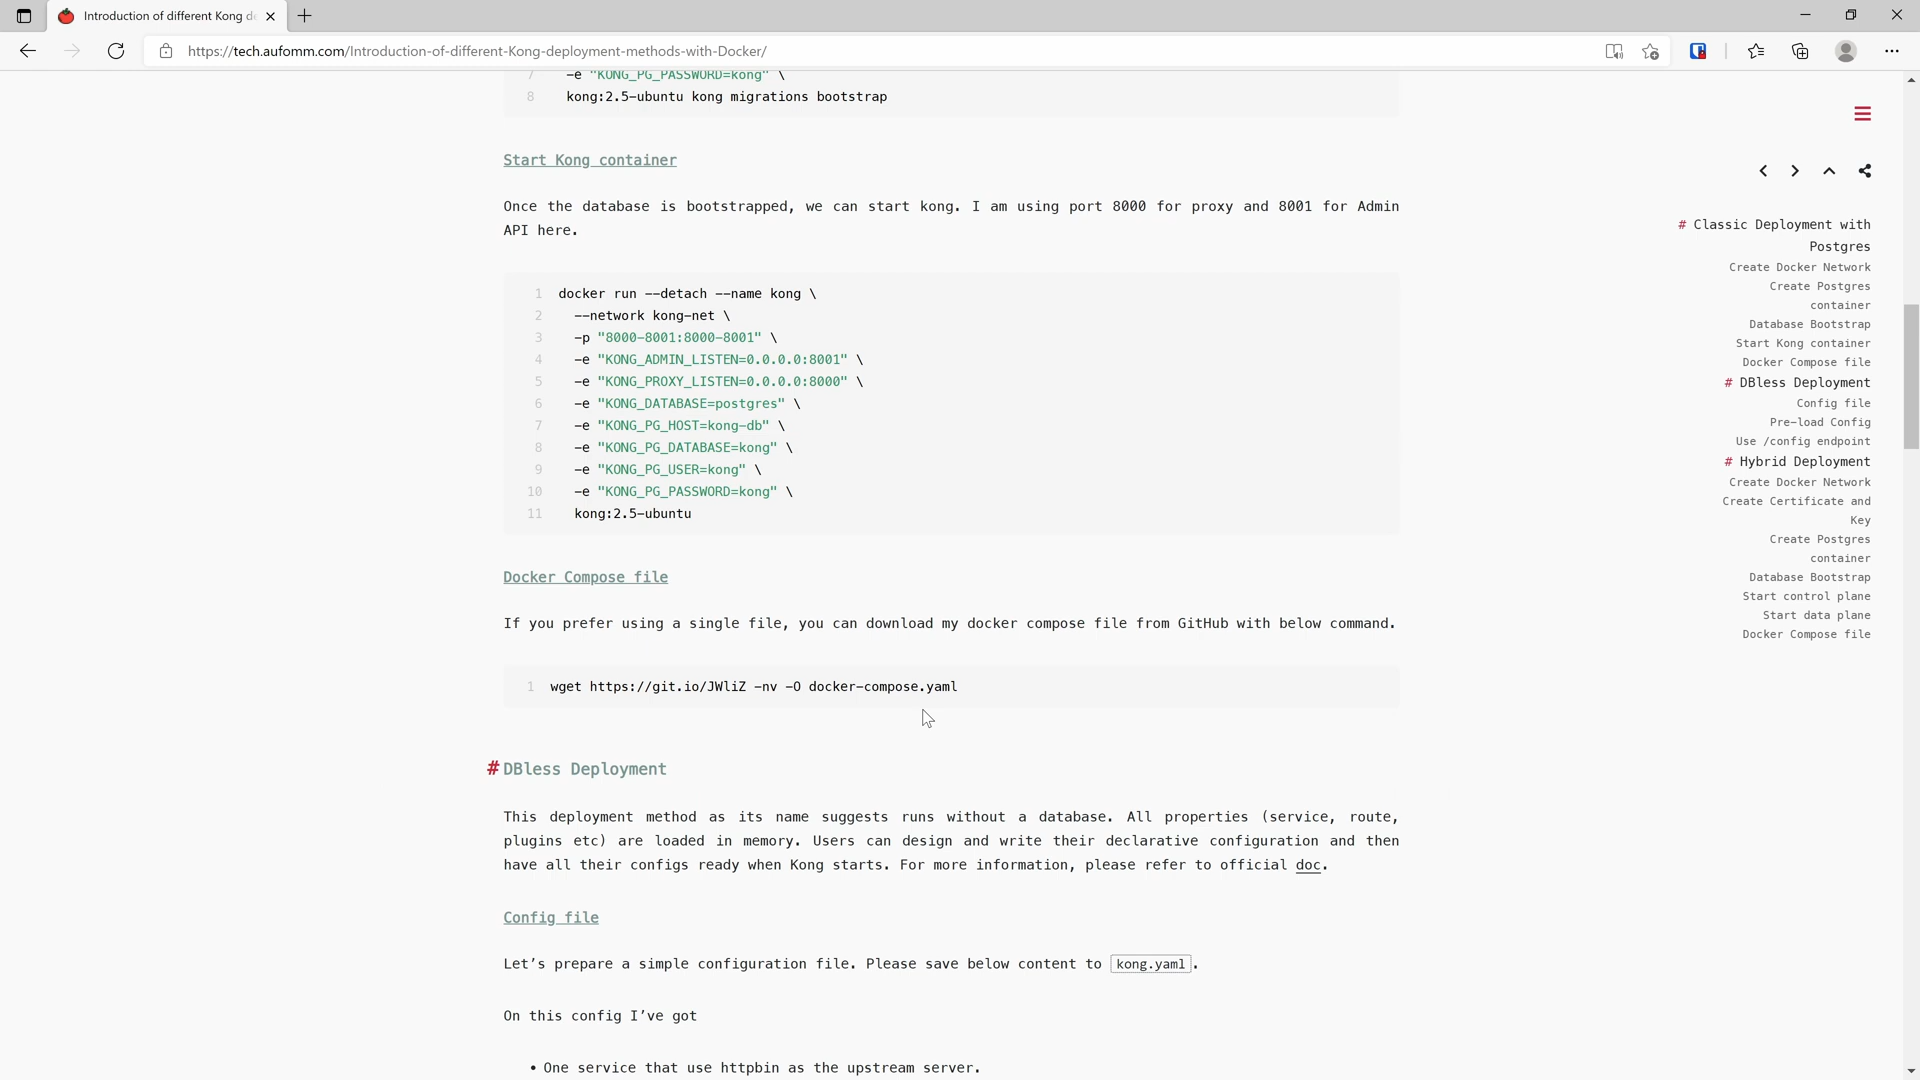 Introduction of different Kong de
https://tech.aufomm.com/Introduction-of-different-Kong-deployment-methods-with-Docker/
7 -e "KONG_PG_PASSWORD=kong" \
8 kong:2.5-ubuntu kong migrations bootstrap
Start Kong container
Once the database is bootstrapped, we can start kong. I am using port 8000 for proxy and 8001 for Admin
API here.
1 docker run --detach --name kong \
2 --network kong-net \
3 -p "8000-8001:8000-8001" \
4 -e "KONG_ADMIN_LISTEN=0.0.0.0:8001" \
5 -e "KONG_PROXY_LISTEN=0.0.0.0:8000" \
6 -e "KONG_DATABASE=postgres" \
7 -e "KONG_PG_HOST=kong-db" \
8 -e "KONG_PG_DATABASE=kong" \
9 -e "KONG_PG_USER=kong" \
10 -e "KONG_PG_PASSWORD=kong" \
11 kong:2.5-ubuntu
Docker Compose file
If you prefer using a single file, you can download my docker compose file from GitHub with below command.
1 wget https://git.io/JWliZ -nv -O docker-compose.yaml
# DBless Deployment
This deployment method as its name suggests runs without a database. All properties (service, route,
plugins etc) are loaded in memory. Users can design and write their declarative configuration and then
have all their configs ready when Kong starts. For more information, please refer to official doc.
Config file
Let’s prepare a simple configuration file. Please save below content to kong.yaml.
On this config I’ve got
• One service that use httpbin as the upstream server.
# Classic Deployment with
Postgres
Create Docker Network
Create Postgres
container
Database Bootstrap
Start Kong container
Docker Compose file
# DBless Deployment
Config file
Pre-load Config
Use /config endpoint
# Hybrid Deployment
Create Docker Network
Create Certificate and
Key
Create Postgres
container
Database Bootstrap
Start control plane
Start data plane
Docker Compose file